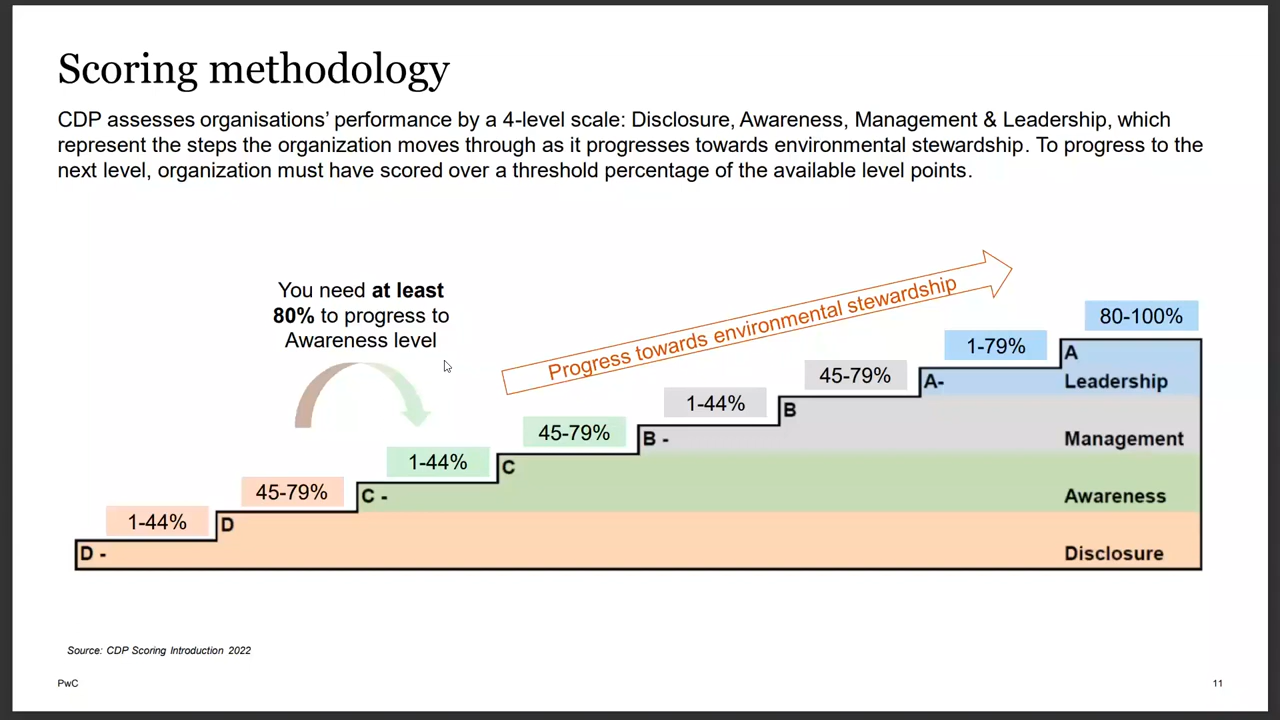 Scoring methodology
CDP assesses organisations' performance by a 4-level scale: Disclosure, Awareness, Management & Leadership, which
represent the steps the organization moves through as it progresses towards environmental stewardship. To progress to the
next level, organization must have scored over a threshold percentage of the available level points.
You need at least
80% to progress to
Awareness level
Progress towards environmental stewardship
80-100%
1-79%
A
45-79%
A-
Leadership
1-44%
B
45-79%
B -
Management
1-44%
C
45-79%
C -
Awareness
1-44%
D
D -
Disclosure
Source: CDP Scoring Introduction 2022
PwC
11